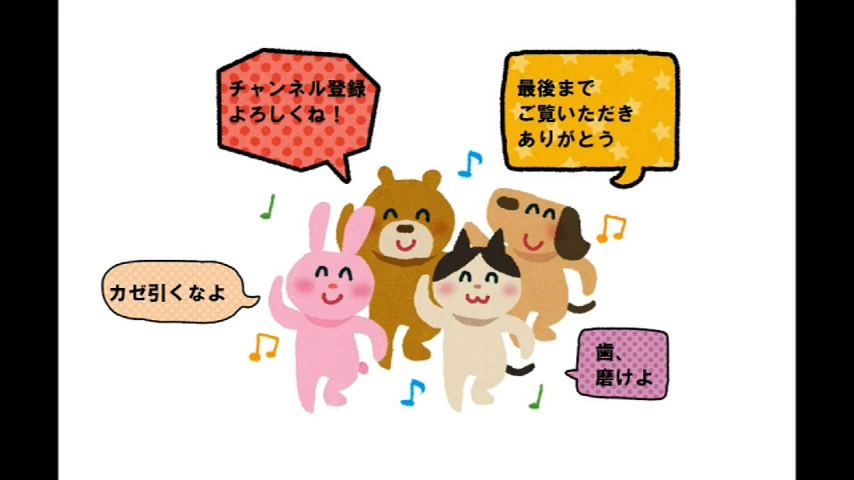 チャンネル登録
よろしくね！
最後まで
ご覧いただき
ありがとう
カゼ引くなよ
歯、
磨けよ